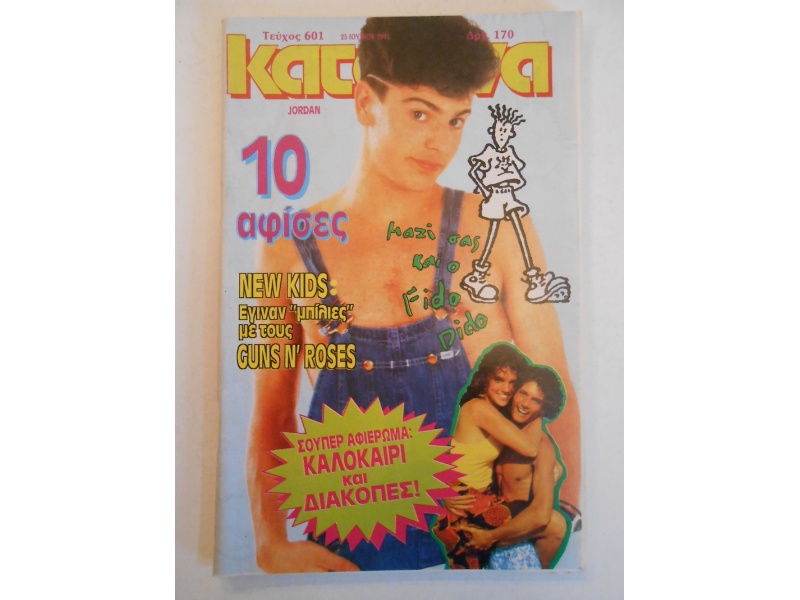 Τεύχος 601
Δρχ. 170
JORDAN
10
αφίσες
μαζί σας
και ο
Fido
Dido
NEW KIDS:
Εγιναν "μπίλιες"
με τους
GUNS N' ROSES
ΣΟΥΠΕΡ ΑΦΙΕΡΩΜΑ:
ΚΑΛΟΚΑΙΡΙ
και
ΔΙΑΚΟΠΕΣ!